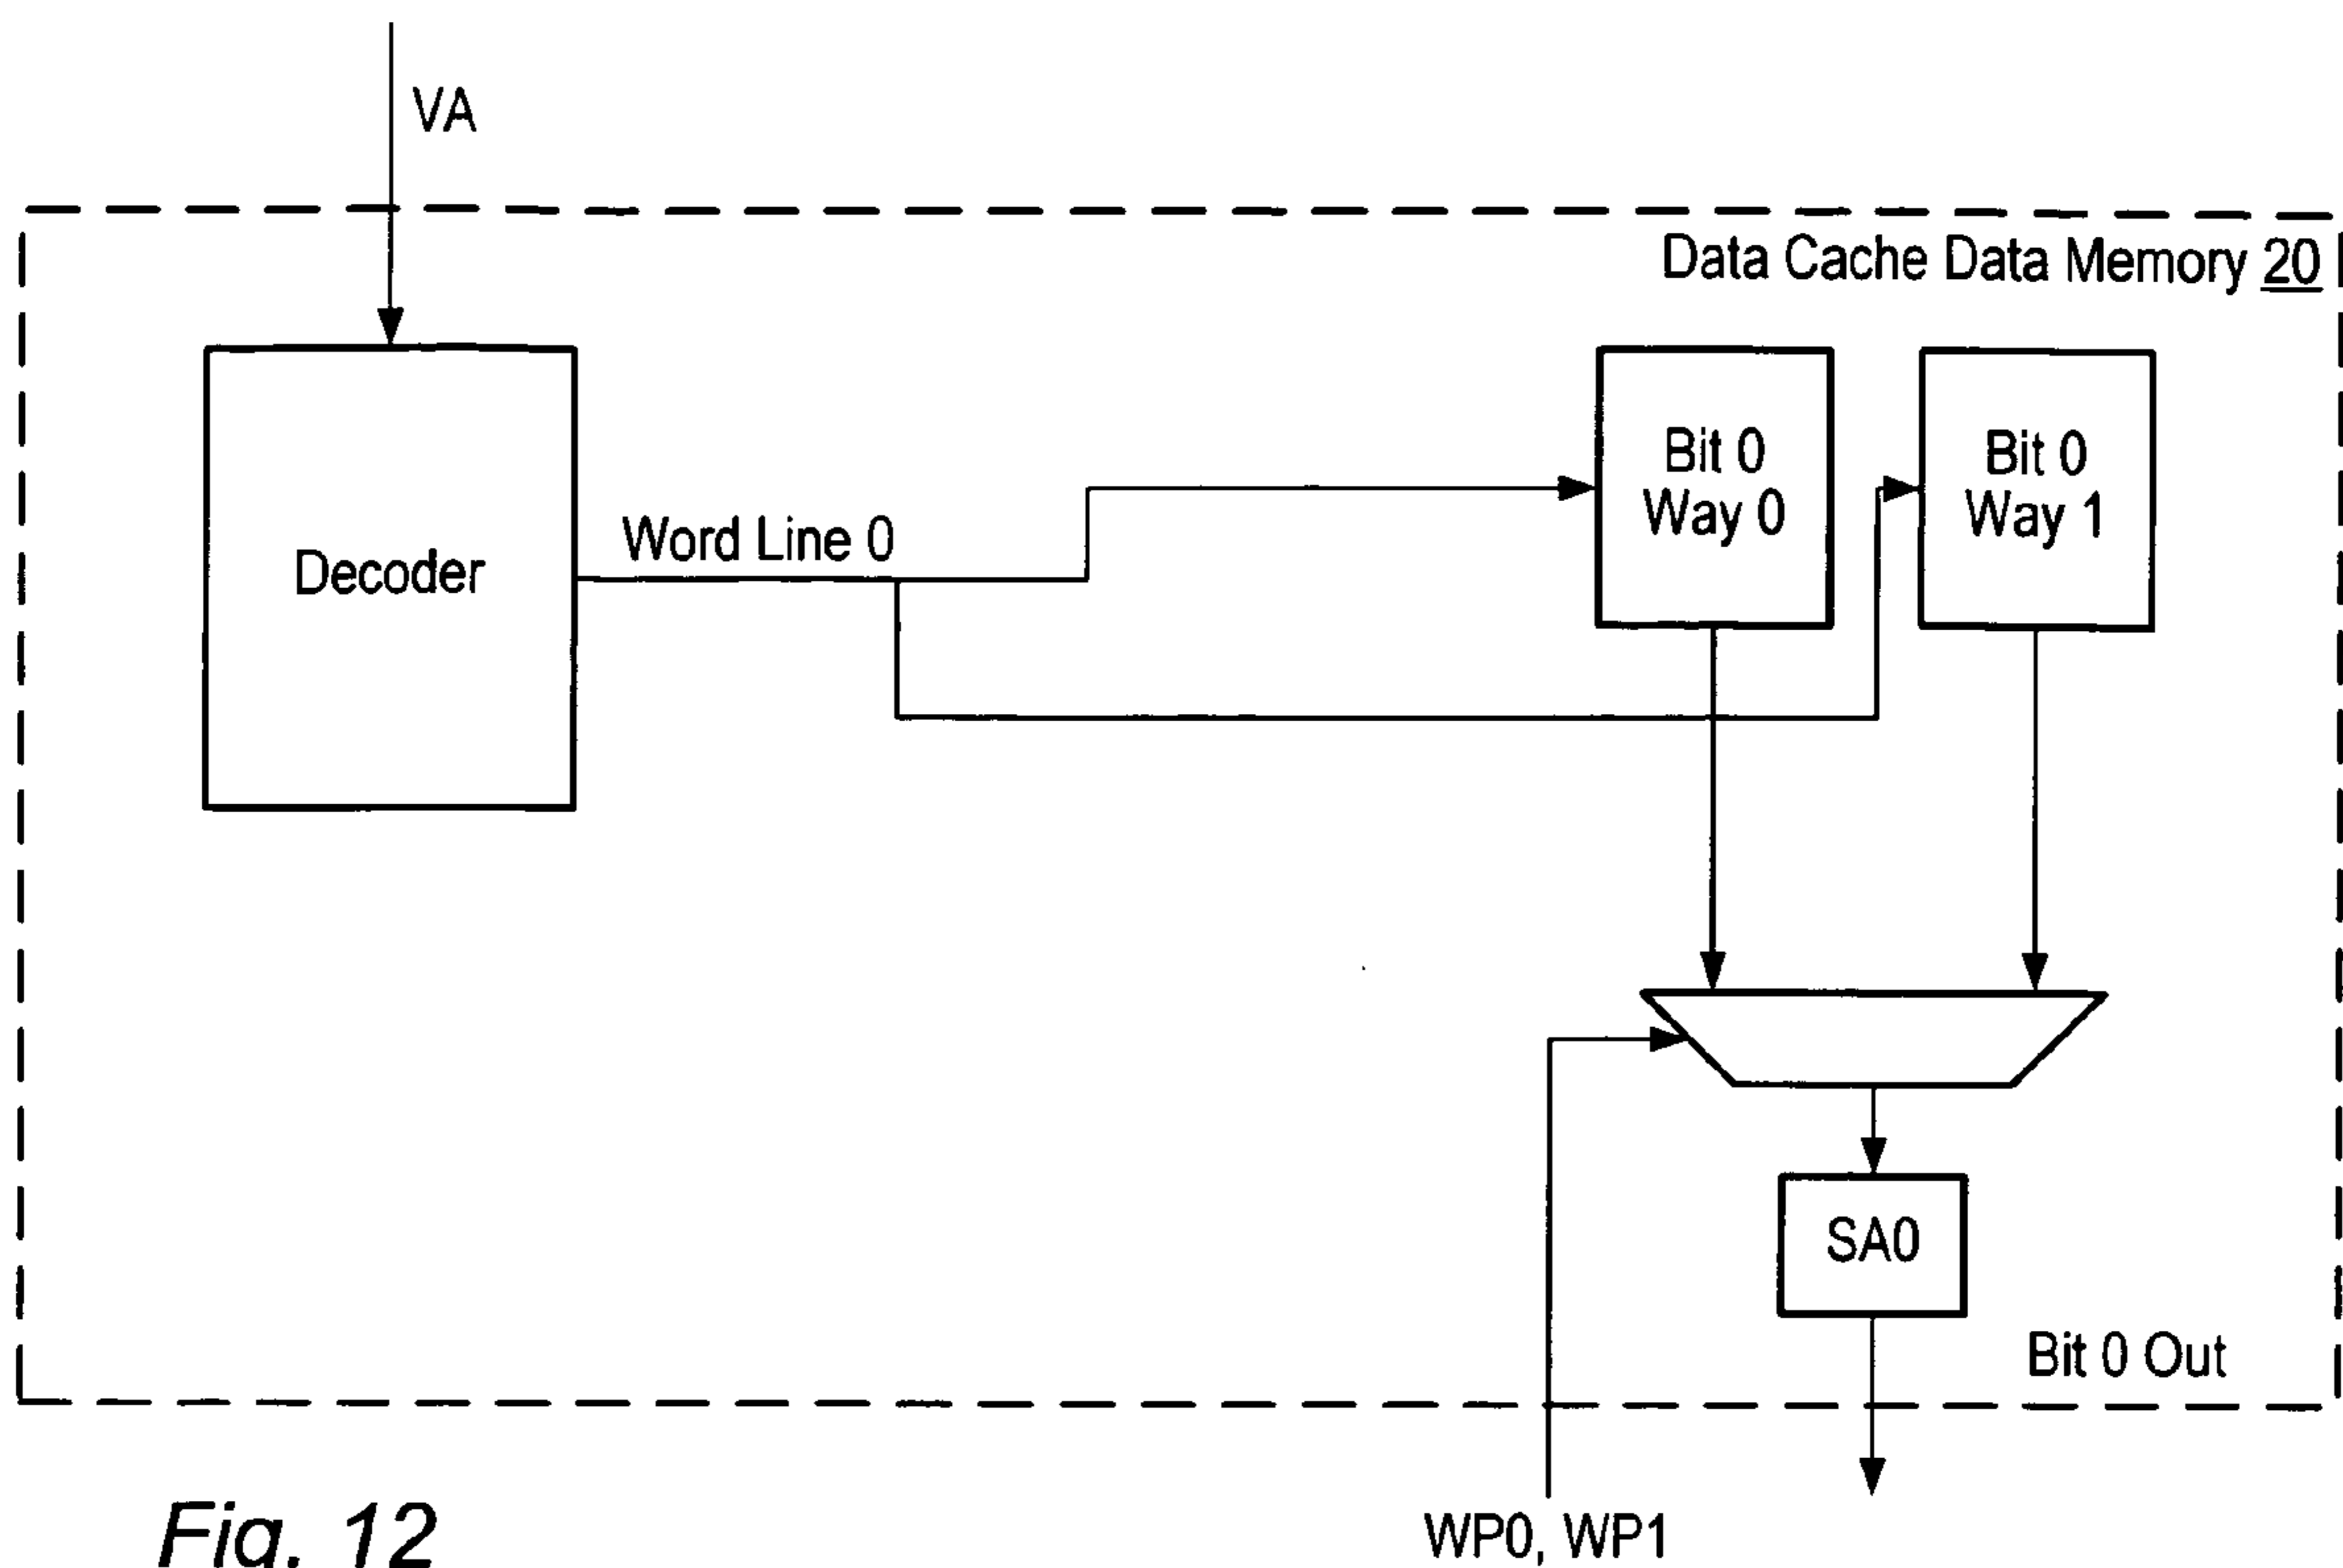 VA
Data Cache Data Memory 20
Decoder
Word Line 0
Bit 0
Way 0
Bit 0
Way 1
SA0
Bit 0 Out
WP0, WP1
Fig. 12